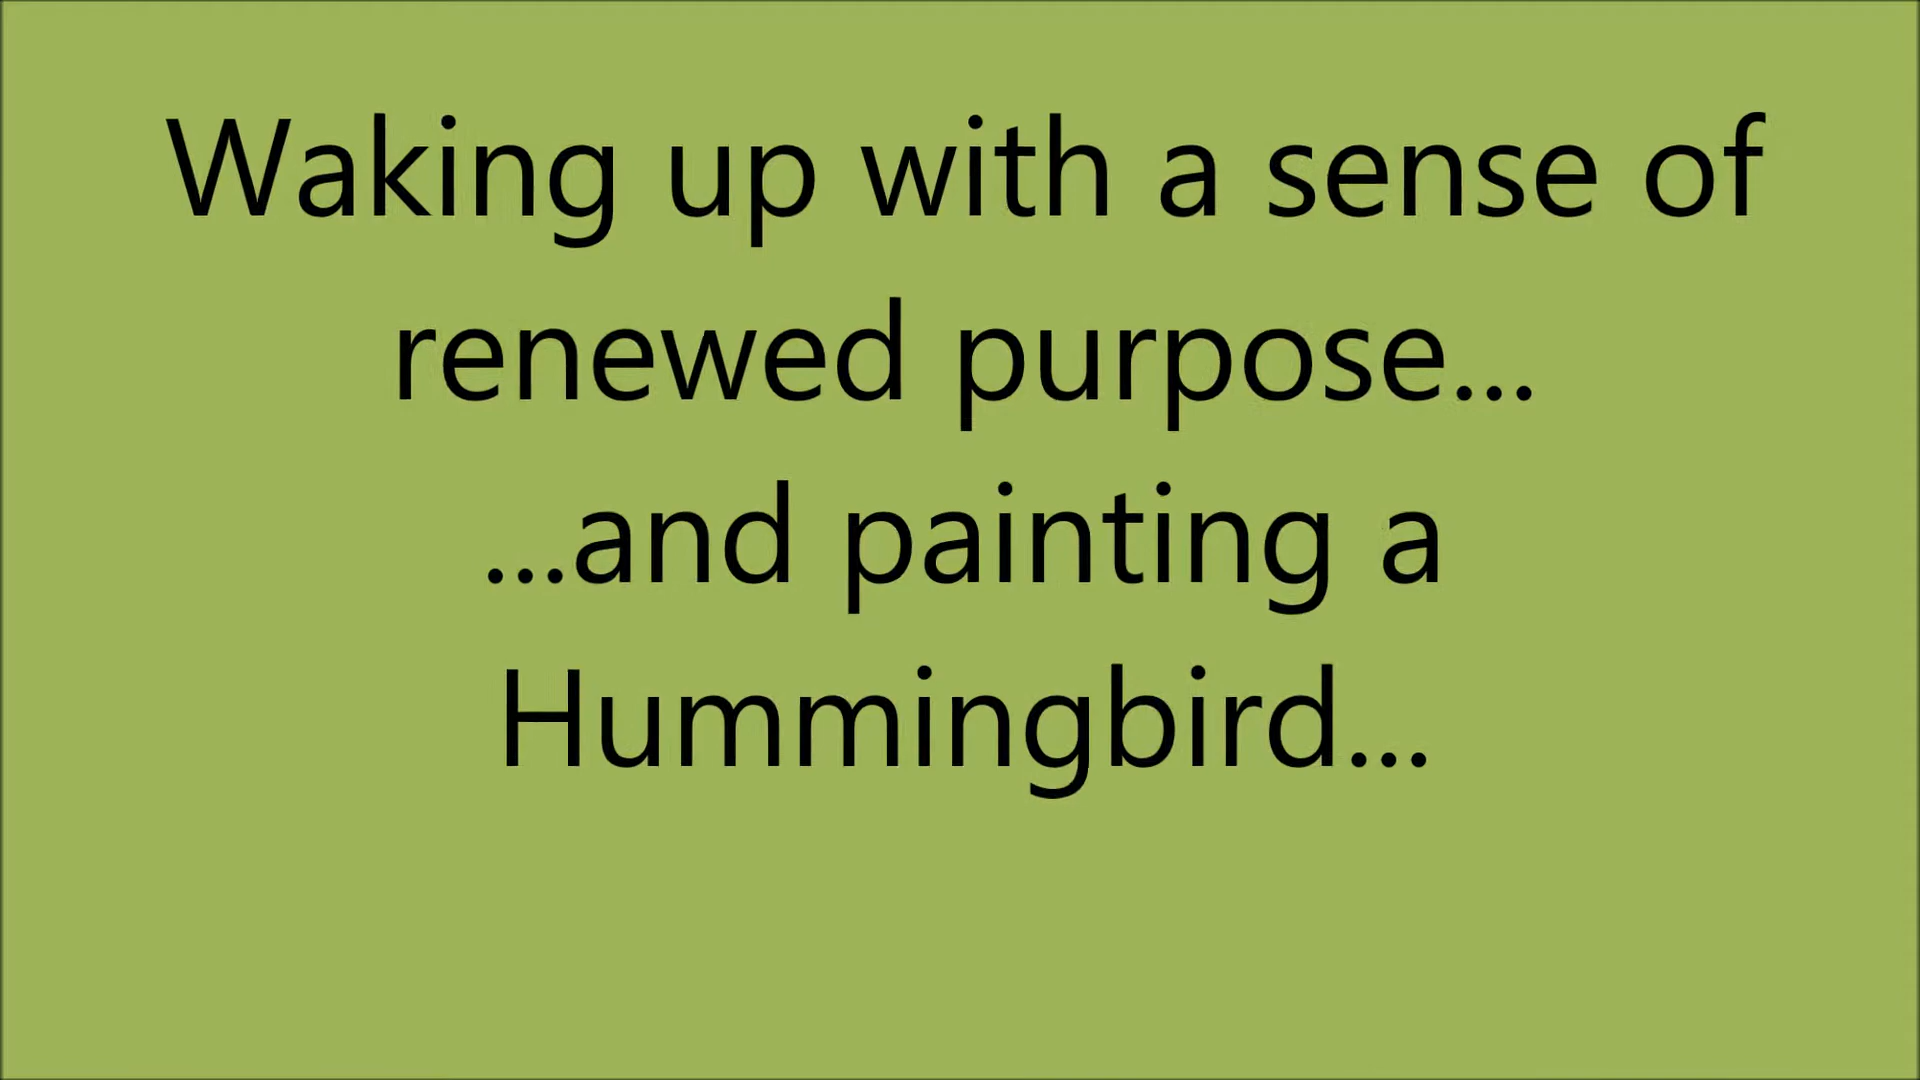 Waking up with a sense of
renewed purpose...
...and painting a
Hummingbird...